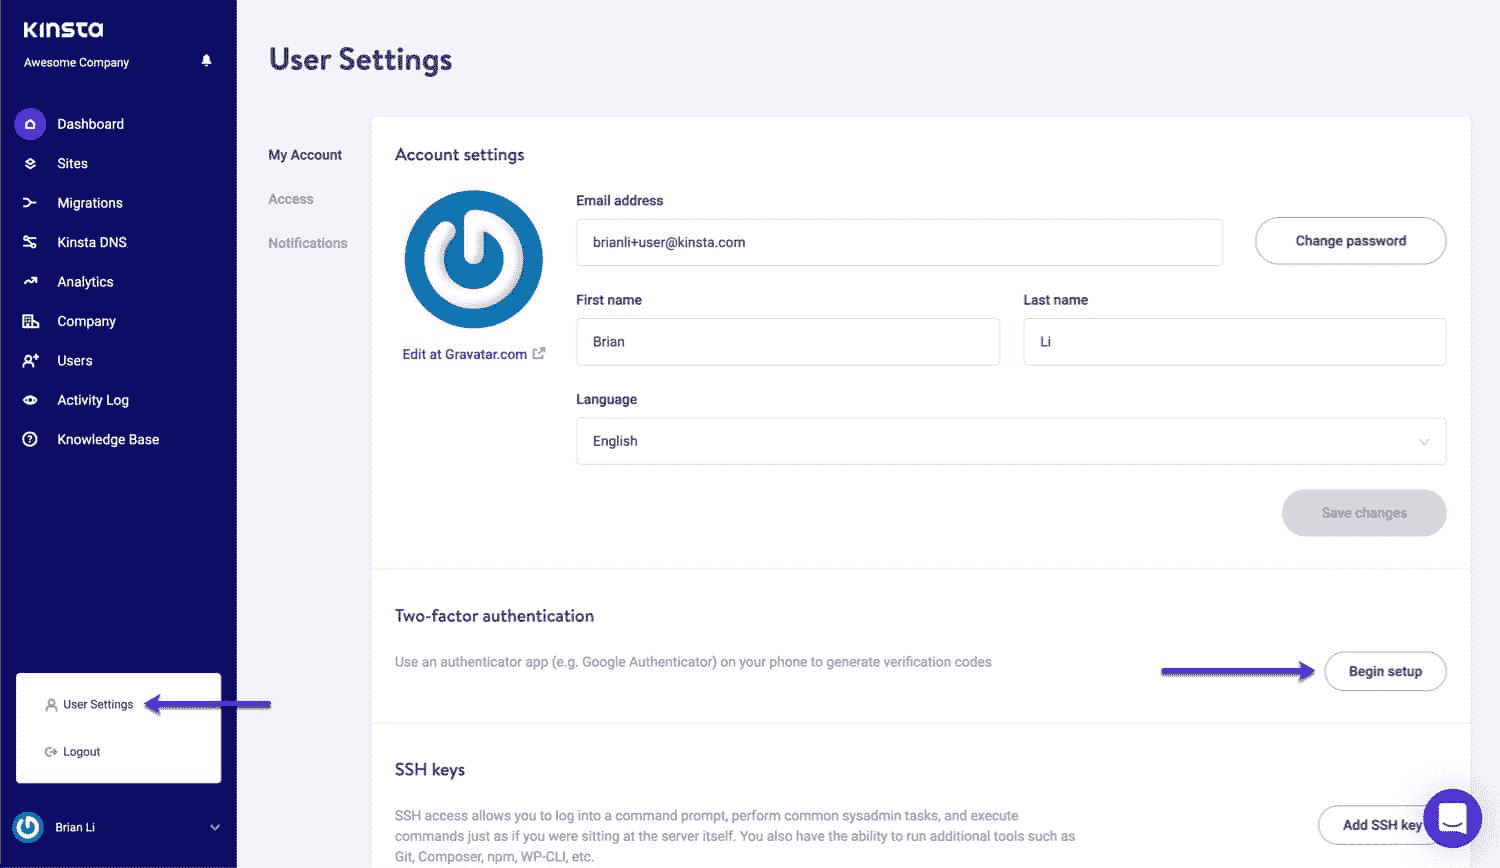 KINSTA
Awesome Company
Dashboard
Sites
Migrations
Kinsta DNS
Analytics
Company
Users
Activity Log
Knowledge Base
User Settings
Logout
Brian Li
User Settings
My Account
Access
Notifications
Account settings
Edit at Gravatar.com
Email address
brianli+user@kinsta.com
Change password
First name
Brian
Last name
Li
Language
English
Save changes
Two-factor authentication
Use an authenticator app (e.g. Google Authenticator) on your phone to generate verification codes
Begin setup
SSH keys
SSH access allows you to log into a command prompt, perform common sysadmin tasks, and execute
commands just as if you were sitting at the server itself. You also have the ability to run additional tools such as
Git, Composer, npm, WP-CLI, etc.
Add SSH key